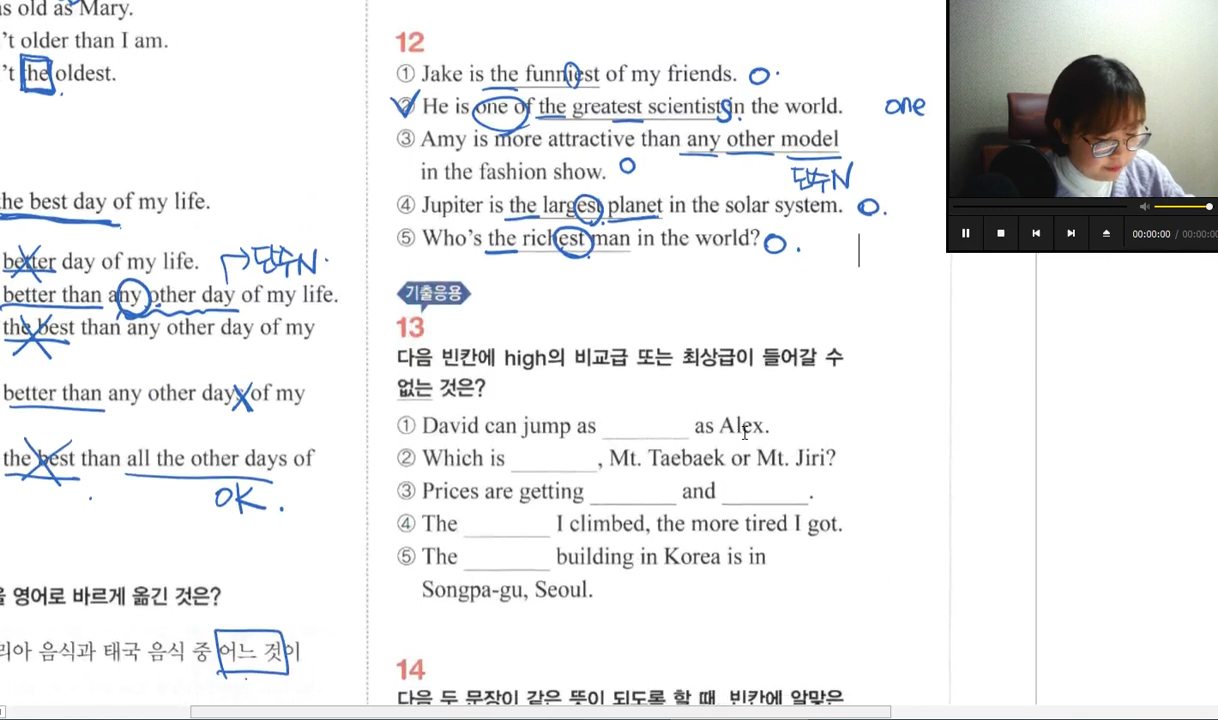 s old as Mary.
't older than I am.
't the oldest.
the best day of my life.
better day of my life.
단수N.
better than any other day of my life.
the best than any other day of my
better than any other days of my
the best than all the other days of
OK.
을 영어로 바르게 옮긴 것은?
리아 음식과 태국 음식 중 어느 것이
12
① Jake is the funniest of my friends.
② He is one of the greatest scientists in the world.
one
③ Amy is more attractive than any other model
in the fashion show.
단수N
④ Jupiter is the largest planet in the solar system.
⑤ Who's the richest man in the world?
기출응용
13
다음 빈칸에 high의 비교급 또는 최상급이 들어갈 수
없는 것은?
① David can jump as ________ as Alex.
② Which is ________, Mt. Taebaek or Mt. Jiri?
③ Prices are getting ________ and ________.
④ The ________ I climbed, the more tired I got.
⑤ The ________ building in Korea is in
Songpa-gu, Seoul.
14
다음 두 문장이 같은 뜻이 되도록 할 때, 빈칸에 알맞은
00:00:00 / 00:00:00